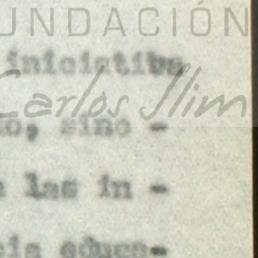 UNDACIÓN
iniciativa
Carlos Slim
o, sino -
las in -
cia educa-